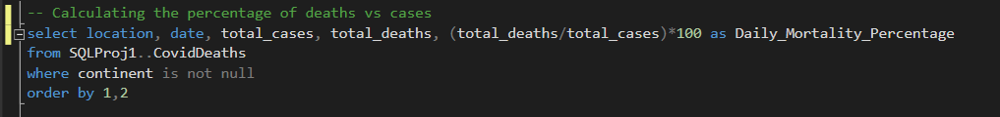 -- Calculating the percentage of deaths vs cases
select location, date, total_cases, total_deaths, (total_deaths/total_cases)*100 as Daily_Mortality_Percentage
from SQLProj1..CovidDeaths
where continent is not null
order by 1,2